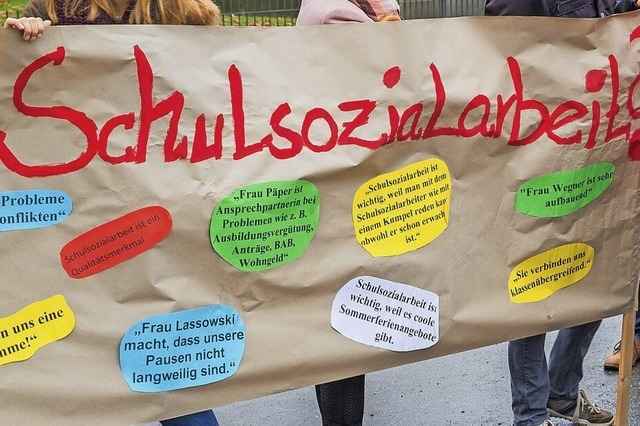 Schulsozialarbeit?
Probleme
onflikten“
Schulsozialarbeit ist ein
Qualitätsmerkmal
„Frau Päper ist
Ansprechpartnerin bei
Problemen wie z. B.
Ausbildungsvergütung,
Anträge, BAB,
Wohngeld“
„Schulsozialarbeit ist
wichtig, weil man mit dem
Schulsozialarbeiter wie mit
einem Kumpel reden kan
obwohl er schon erwach
ist.“
"Frau Wegner ist sehr
aufbauend"
„Sie verbinden uns
klassenübergreifend.“
n uns eine
mme!“
„Frau Lassowski
macht, dass unsere
Pausen nicht
langweilig sind.“
Schulsozialarbeit is
wichtig, weil es coole
Sommerferienangebote
gibt.